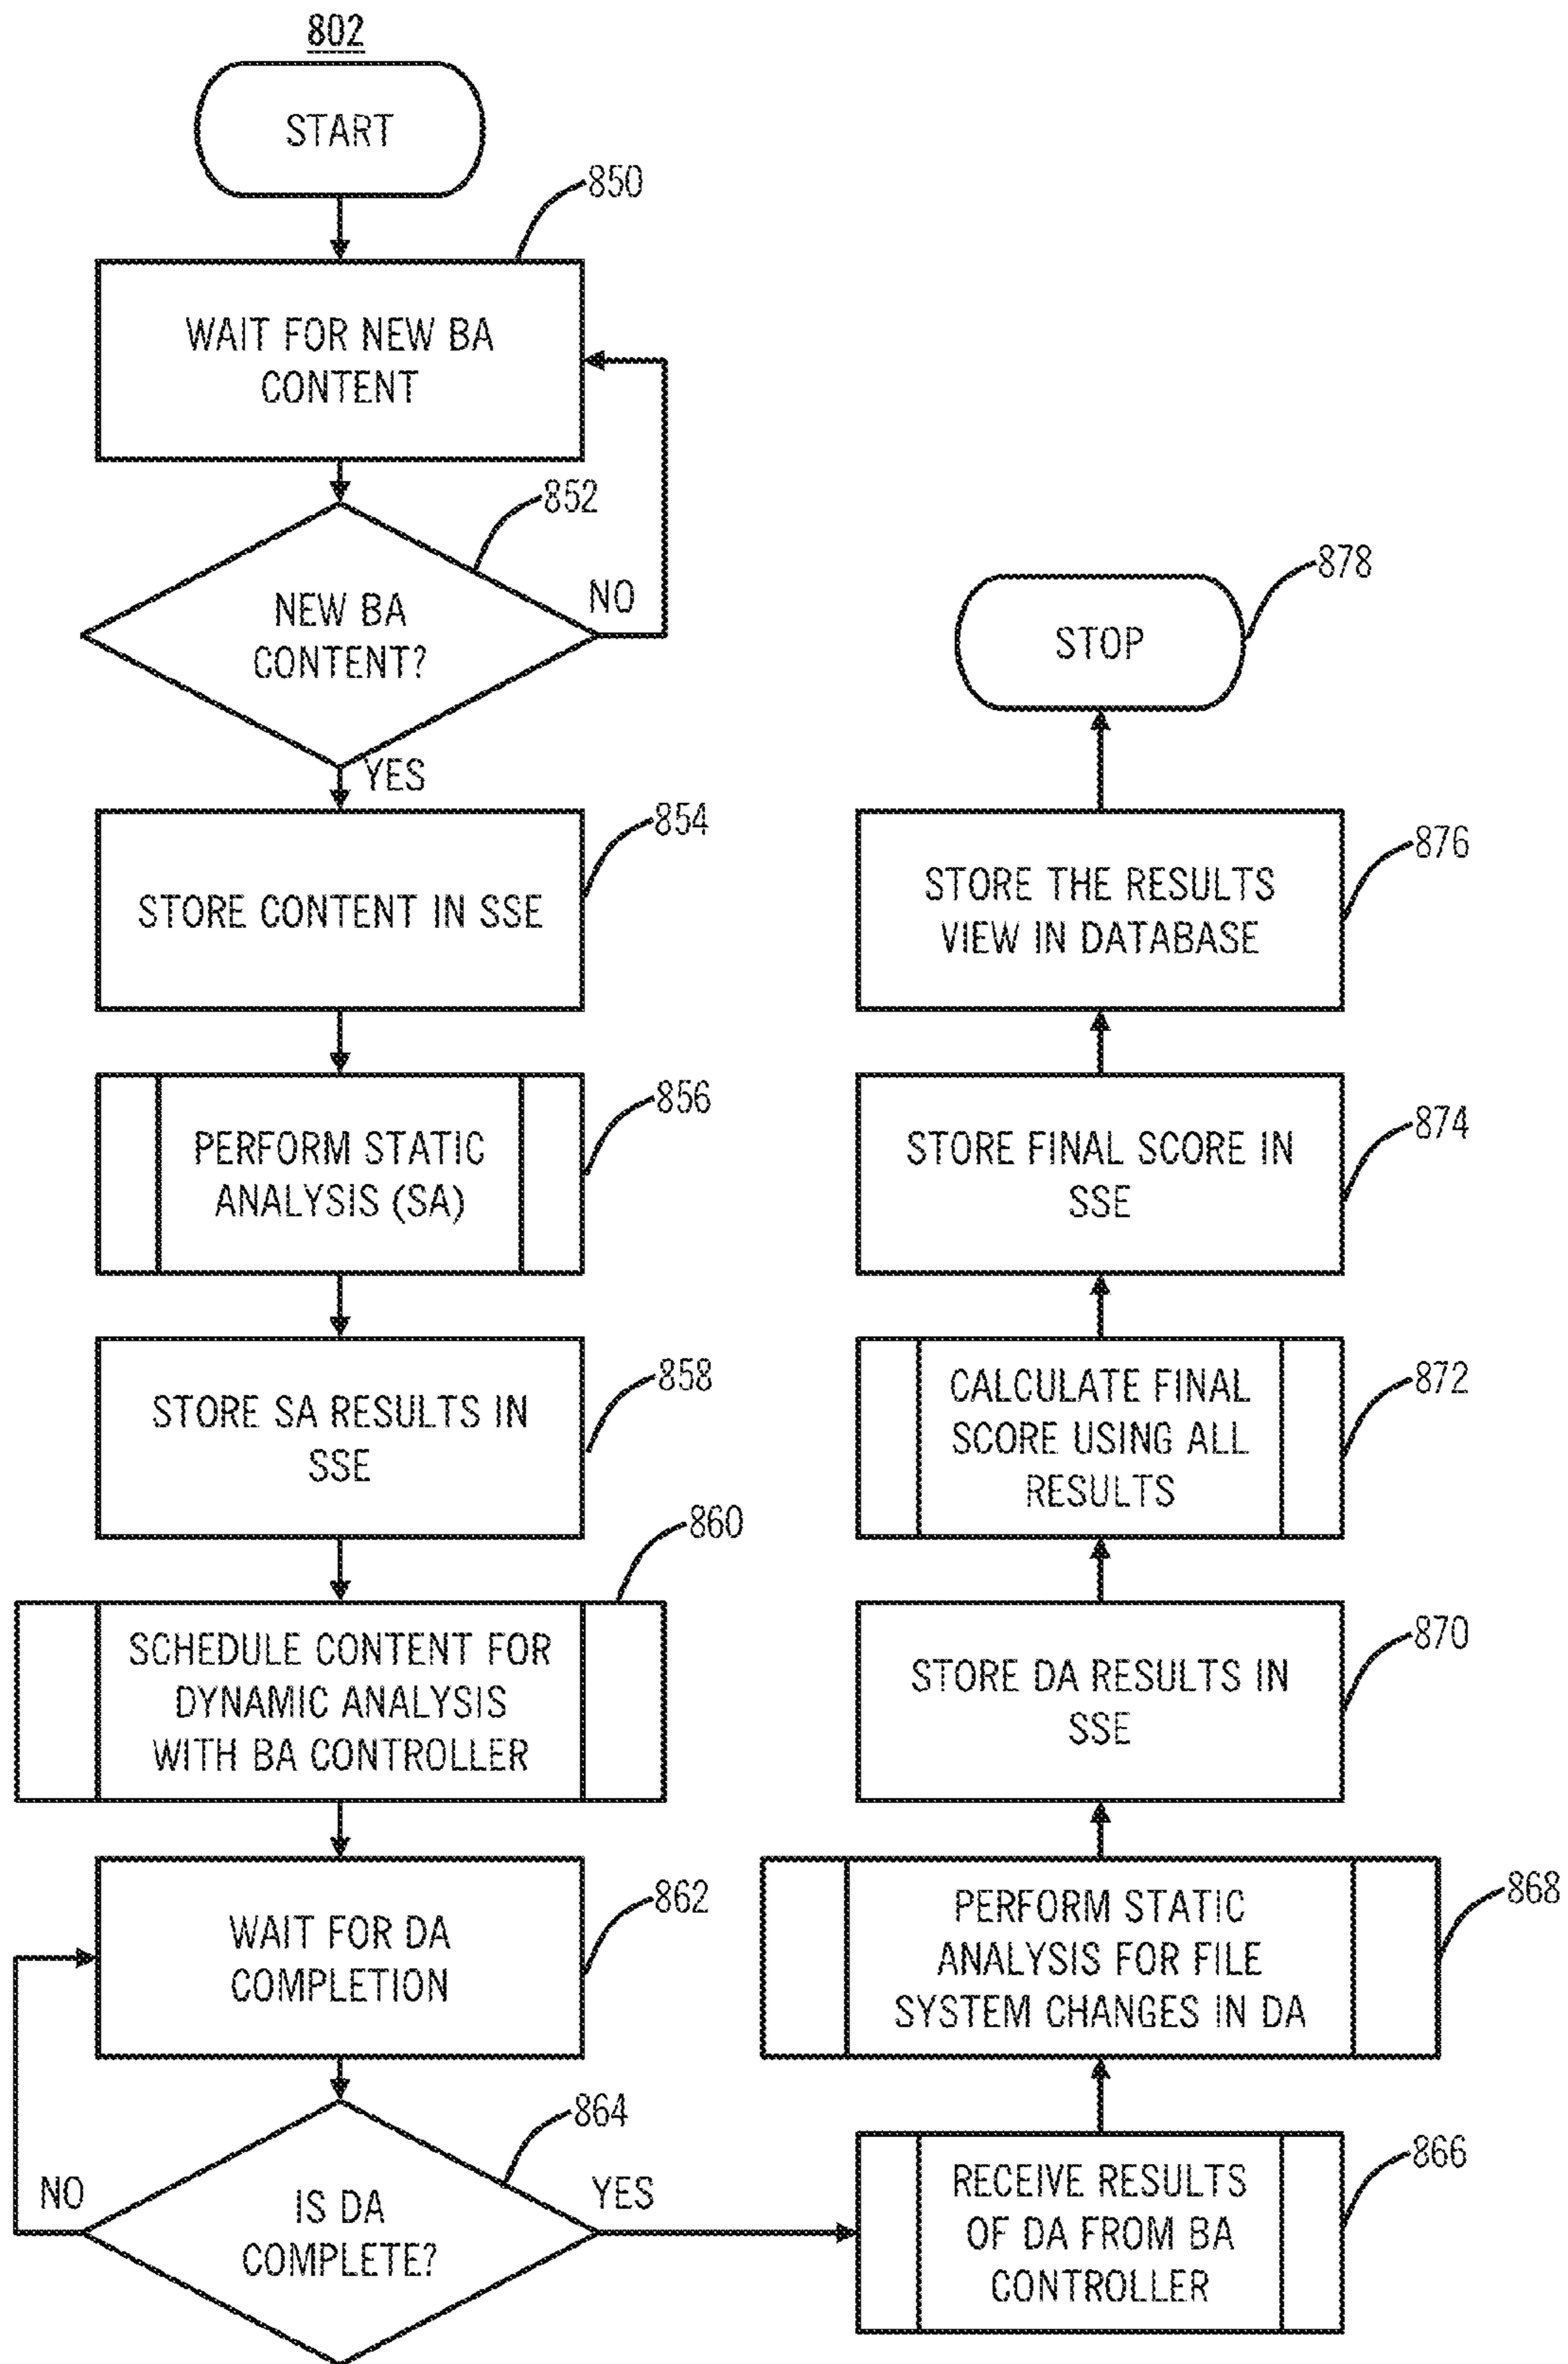 802
START
850
WAIT FOR NEW BA
CONTENT
852
NEW BA
CONTENT?
NO
YES
854
STORE CONTENT IN SSE
856
PERFORM STATIC
ANALYSIS (SA)
858
STORE SA RESULTS IN
SSE
860
SCHEDULE CONTENT FOR
DYNAMIC ANALYSIS
WITH BA CONTROLLER
862
WAIT FOR DA
COMPLETION
864
IS DA
COMPLETE?
NO
YES
866
RECEIVE RESULTS
OF DA FROM BA
CONTROLLER
868
PERFORM STATIC
ANALYSIS FOR FILE
SYSTEM CHANGES IN DA
870
STORE DA RESULTS IN
SSE
872
CALCULATE FINAL
SCORE USING ALL
RESULTS
874
STORE FINAL SCORE IN
SSE
876
STORE THE RESULTS
VIEW IN DATABASE
878
STOP